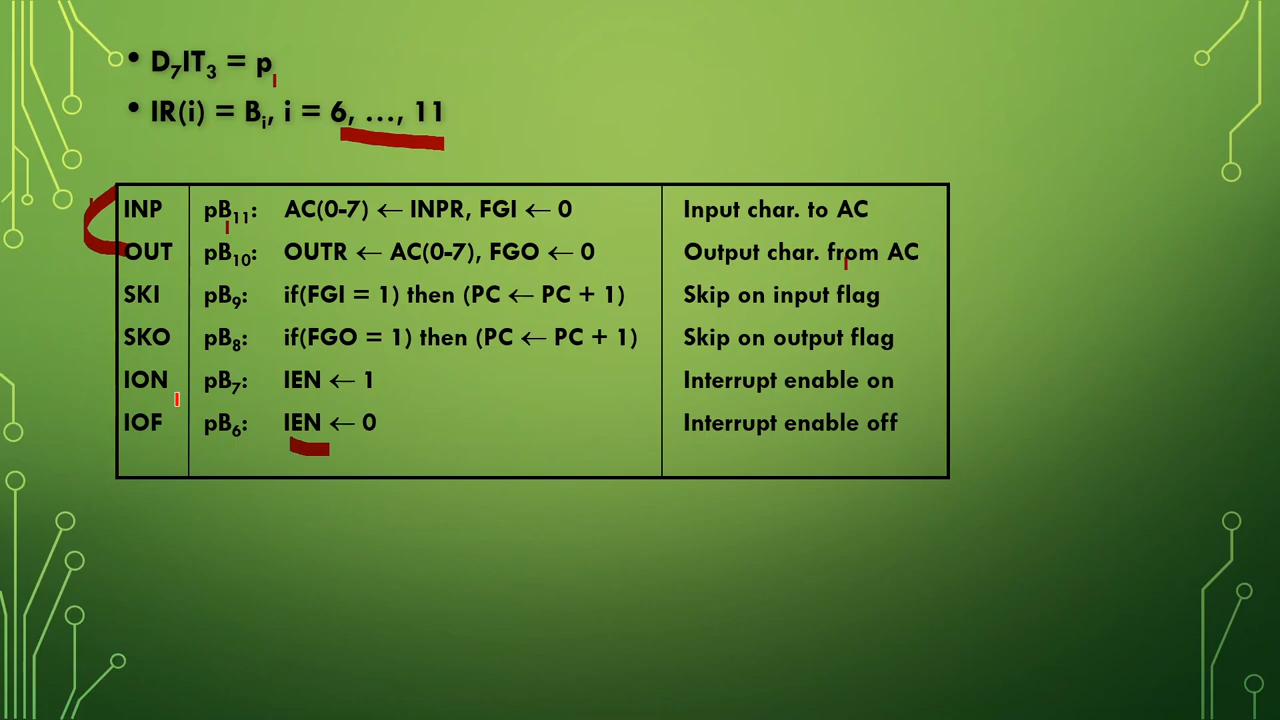 • D₇IT₃ = p
• IR(i) = Bᵢ, i = 6, …, 11
INP pB₁₁: AC(0-7) ← INPR, FGI ← 0 Input char. to AC
OUT pB₁₀: OUTR ← AC(0-7), FGO ← 0 Output char. from AC
SKI pB₉: if(FGI = 1) then (PC ← PC + 1) Skip on input flag
SKO pB₈: if(FGO = 1) then (PC ← PC + 1) Skip on output flag
ION pB₇: IEN ← 1 Interrupt enable on
IOF pB₆: IEN ← 0 Interrupt enable off